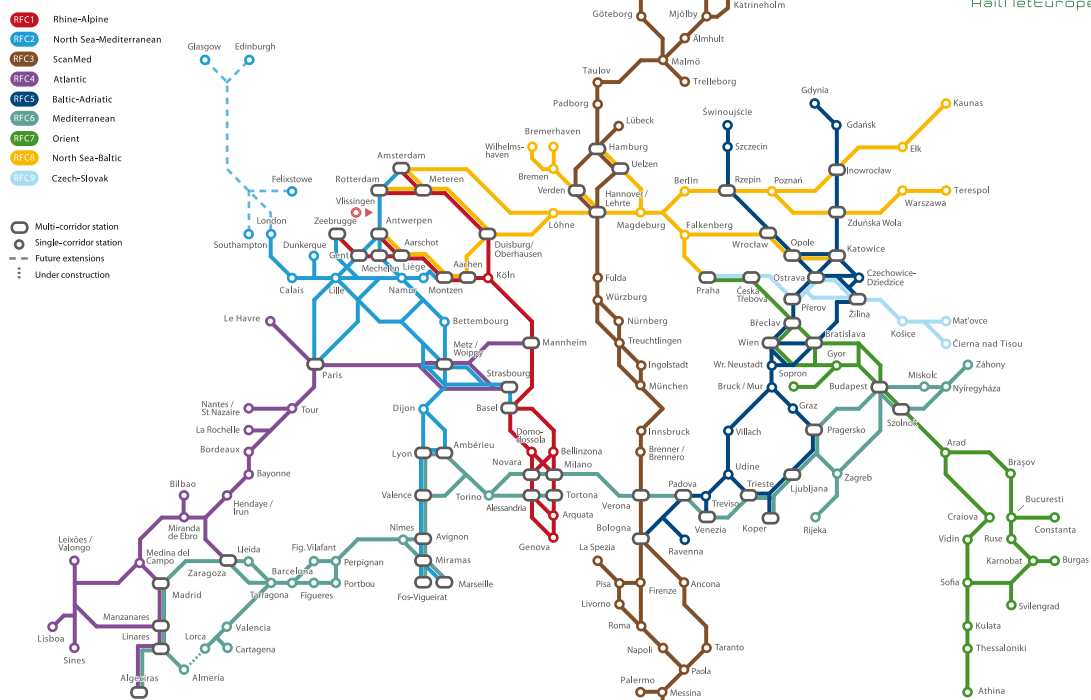 RailNetEurope
RFC1 Rhine-Alpine
RFC2 North Sea-Mediterranean
RFC3 ScanMed
RFC4 Atlantic
RFC5 Baltic-Adriatic
RFC6 Mediterranean
RFC7 Orient
RFC8 North Sea-Baltic
RFC9 Czech-Slovak
Multi-corridor station
Single-corridor station
Future extensions
Under construction
Göteborg
Mjölby
Katrineholm
Älmhult
Malmö
Trelleborg
Taulov
Padborg
Lübeck
Hamburg
Uelzen
Glasgow
Edinburgh
Felixstowe
London
Southampton
Dunkerque
Calais
Lille
Amsterdam
Rotterdam
Meteren
Vlissingen
Zeebrugge
Antwerpen
Gent
Mechelen
Aarschot
Liège
Aachen
Namur
Montzen
Duisburg/
Oberhausen
Köln
Wilhelms-
haven
Bremerhaven
Bremen
Verden
Hannover/
Lehrte
Löhne
Magdeburg
Berlin
Falkenberg
Świnoujście
Szczecin
Rzepin
Poznań
Gdynia
Gdańsk
Inowrocław
Kaunas
Ełk
Terespol
Warszawa
Zduńska Wola
Wrocław
Opole
Katowice
Czechowice-
Dziedzice
Ostrava
Praha
Česká
Třebova
Přerov
Žilina
Košice
Mat'ovce
Čierna nad Tisou
Břeclav
Bratislava
Wien
Wr. Neustadt
Gyor
Sopron
Bruck / Mur
Budapest
Miskolc
Záhony
Nyíregyháza
Szolnok
Graz
Pragersko
Villach
Udine
Zagreb
Rijeka
Ljubljana
Trieste
Koper
Treviso
Venezia
Padova
Verona
Ravenna
Fulda
Würzburg
Nürnberg
Treuchtlingen
Ingolstadt
München
Innsbruck
Brenner /
Brennero
Bologna
La Spezia
Pisa
Livorno
Firenze
Ancona
Roma
Napoli
Taranto
Paola
Palermo
Messina
Bettembourg
Metz /
Woippy
Mannheim
Strasbourg
Basel
Domo-
dossola
Bellinzona
Novara
Milano
Alessandria
Tortona
Arquata
Genova
Le Havre
Paris
Nantes /
St Nazaire
Tour
La Rochelle
Bordeaux
Bayonne
Hendaye /
Irun
Bilbao
Miranda
de Ebro
Dijon
Ambérieu
Lyon
Valence
Torino
Nîmes
Avignon
Miramas
Fos-Vigueirat
Marseille
Leixões /
Valongo
Medina del
Campo
Zaragoza
Lleida
Fig. Vilafant
Perpignan
Barcelona
Tarragona
Figueres
Portbou
Madrid
Manzanares
Linares
Lisboa
Sines
Algeciras
Almería
Lorca
Valencia
Cartagena
Arad
Brașov
Craiova
București
Constanta
Vidin
Ruse
Sofia
Karnobat
Burgas
Svilengrad
Kulata
Thessaloniki
Athina